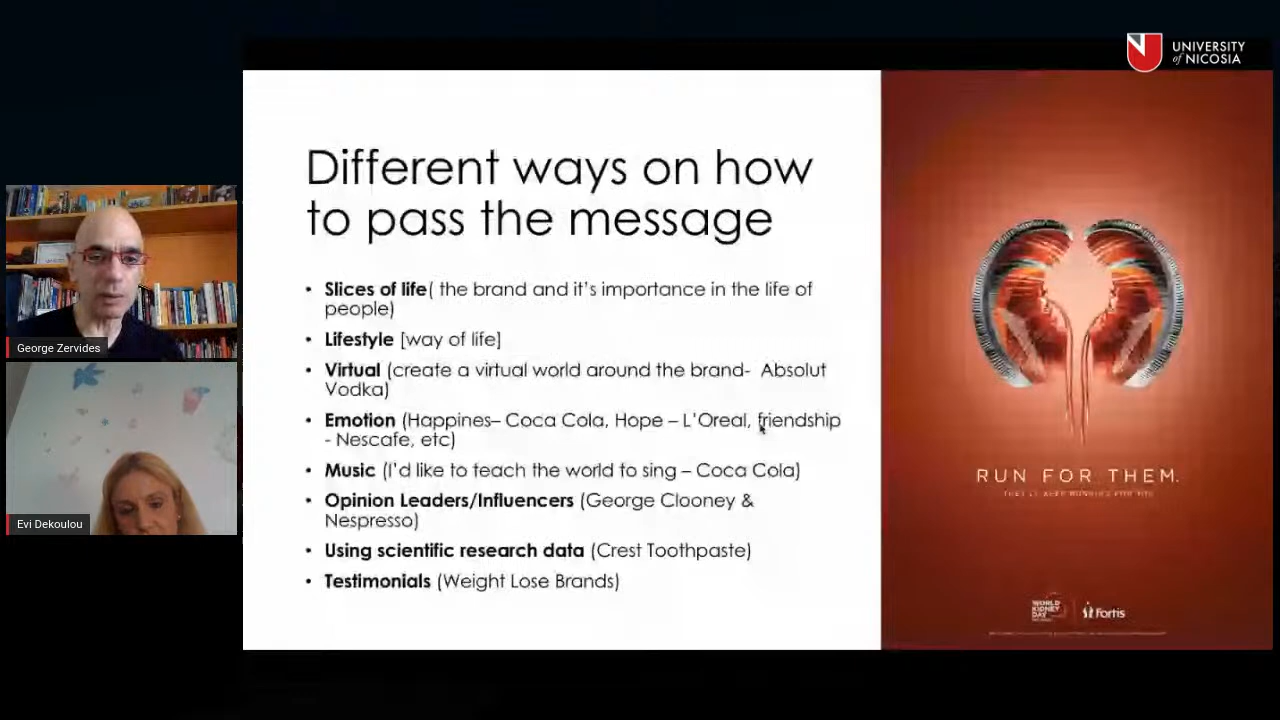 UNIVERSITY
of NICOSIA
Different ways on how
to pass the message
• Slices of life( the brand and it's importance in the life of
people)
• Lifestyle [way of life]
• Virtual (create a virtual world around the brand- Absolut
Vodka)
• Emotion (Happines– Coca Cola, Hope – L'Oreal, friendship
- Nescafe, etc)
• Music (I'd like to teach the world to sing – Coca Cola)
• Opinion Leaders/Influencers (George Clooney &
Nespresso)
• Using scientific research data (Crest Toothpaste)
• Testimonials (Weight Lose Brands)
George Zervides
Evi Dekoulou
RUN FOR THEM.
WORLD
KIDNEY
DAY
Fortis